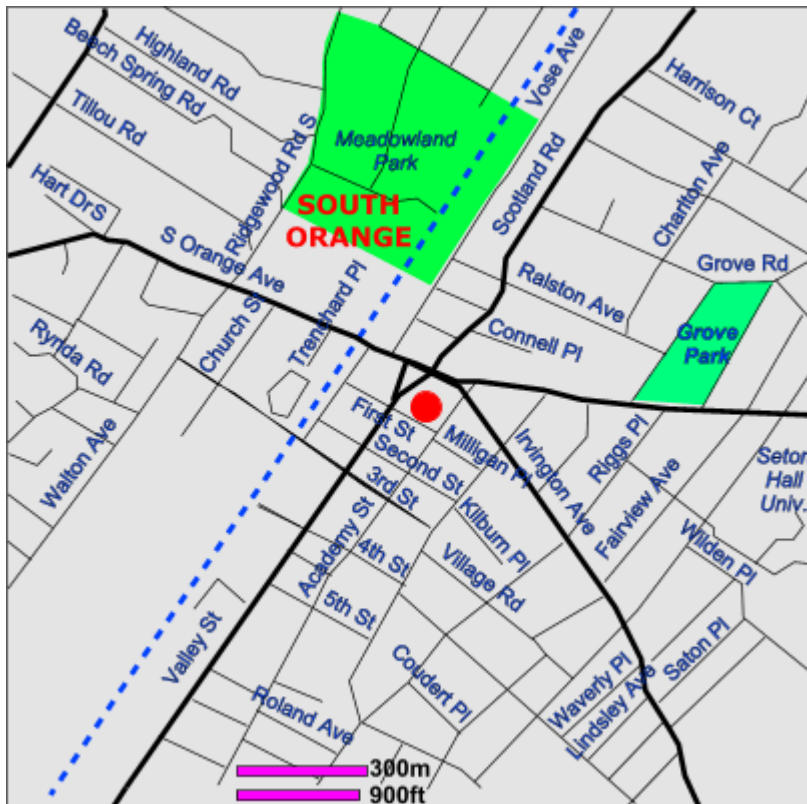 Highland Rd
Beech Spring Rd
Tillou Rd
Hart Dr S
Ridgewood Rd S
Meadowland
Park
Vose Ave
Scotland Rd
Harrison Ct
Charlton Ave
SOUTH
ORANGE
S Orange Ave
Grove Rd
Ralston Ave
Connell Pl
Grove
Park
Trenchard Pl
Church St
Rynda Rd
Walton Ave
First St
Milligan Pl
Second St
3rd St
Irvington Ave
Riggs Pl
Fairview Ave
Seton
Hall
Univ.
Kilburn Pl
Academy St
4th St
Village Rd
Wilden Pl
5th St
Valley St
Coudert Pl
Roland Ave
Waverly Pl
Lindsley Ave
Saton Pl
300m
900ft